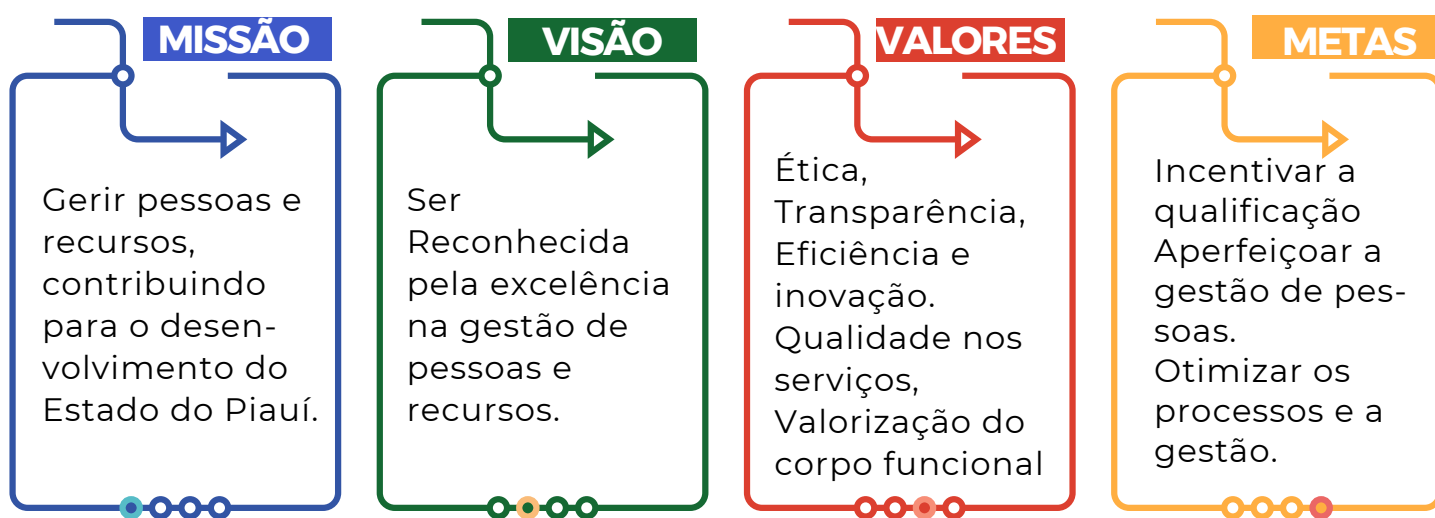 MISSÃO
Gerir pessoas e
recursos,
contribuindo
para o desen-
volvimento do
Estado do Piauí.
VISÃO
Ser
Reconhecida
pela excelência
na gestão de
pessoas e
recursos.
VALORES
Ética,
Transparência,
Eficiência e
inovação.
Qualidade nos
serviços,
Valorização do
corpo funcional
METAS
Incentivar a
qualificação
Aperfeiçoar a
gestão de pes-
soas.
Otimizar os
processos e a
gestão.